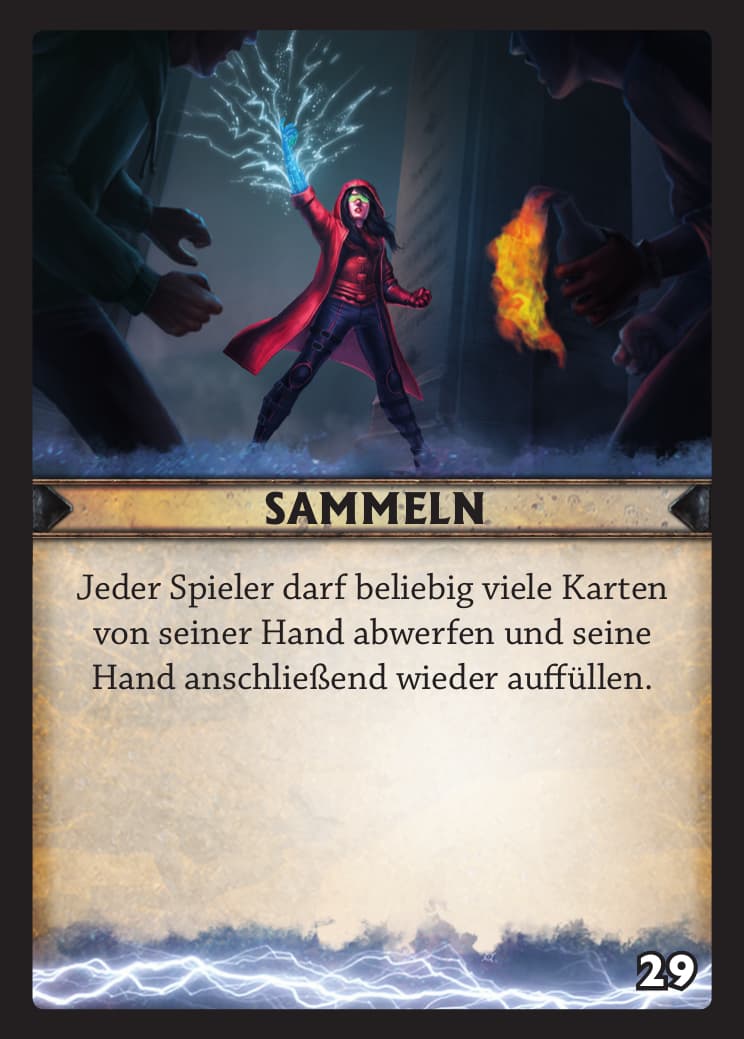 SAMMELN
Jeder Spieler darf beliebig viele Karten
von seiner Hand abwerfen und seine
Hand anschließend wieder auffüllen.
29